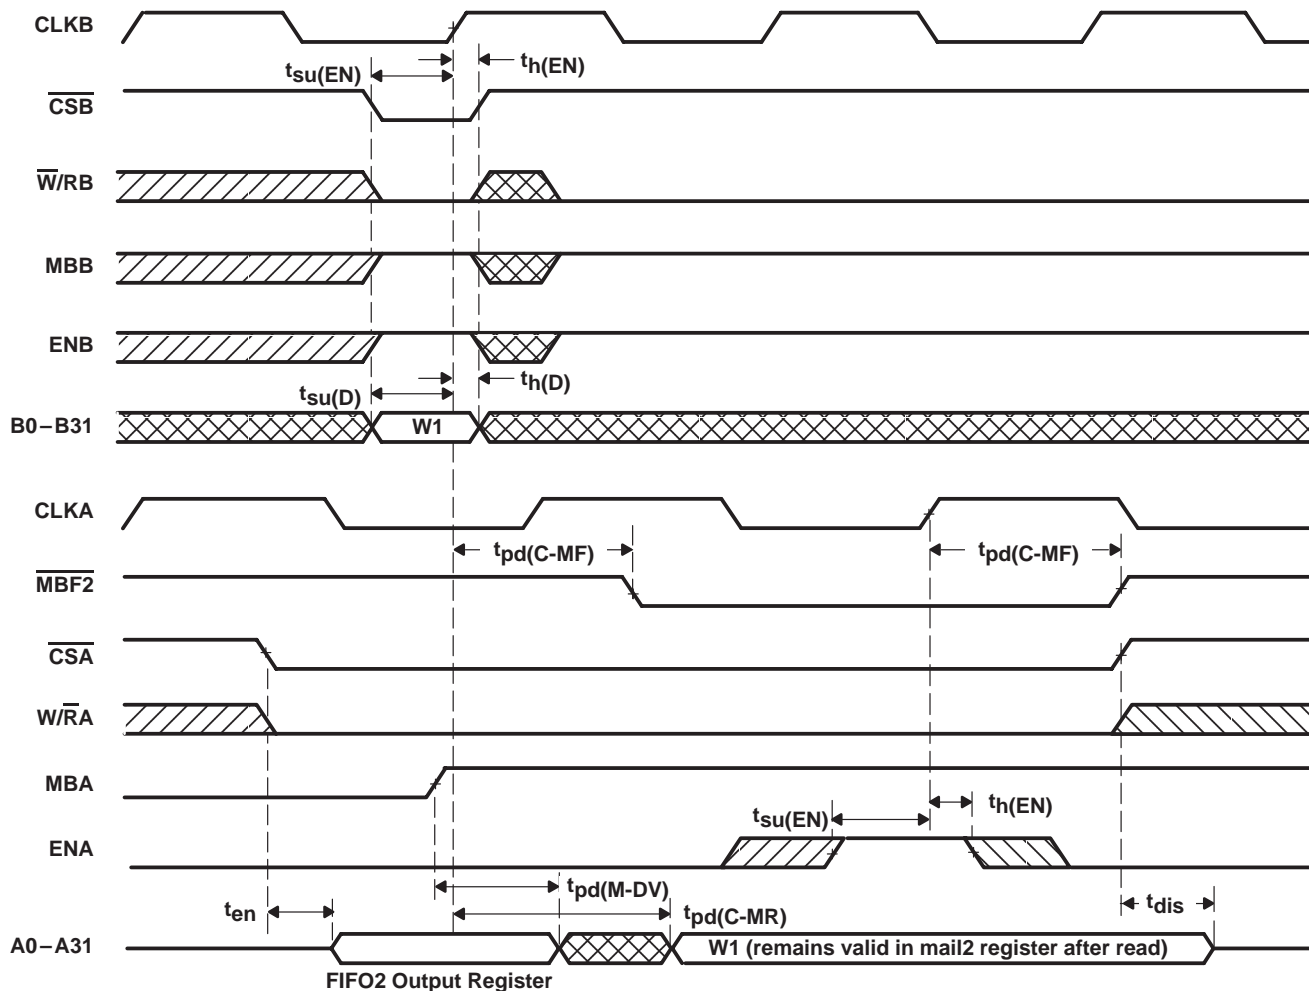 CLKB
tsu(EN)
th(EN)
CSB
W/RB
MBB
ENB
tsu(D)
th(D)
B0–B31
W1
CLKA
tpd(C-MF)
tpd(C-MF)
MBF2
CSA
W/RA
MBA
tsu(EN)
th(EN)
ENA
tpd(M-DV)
ten
tpd(C-MR)
tdis
A0–A31
W1 (remains valid in mail2 register after read)
FIFO2 Output Register